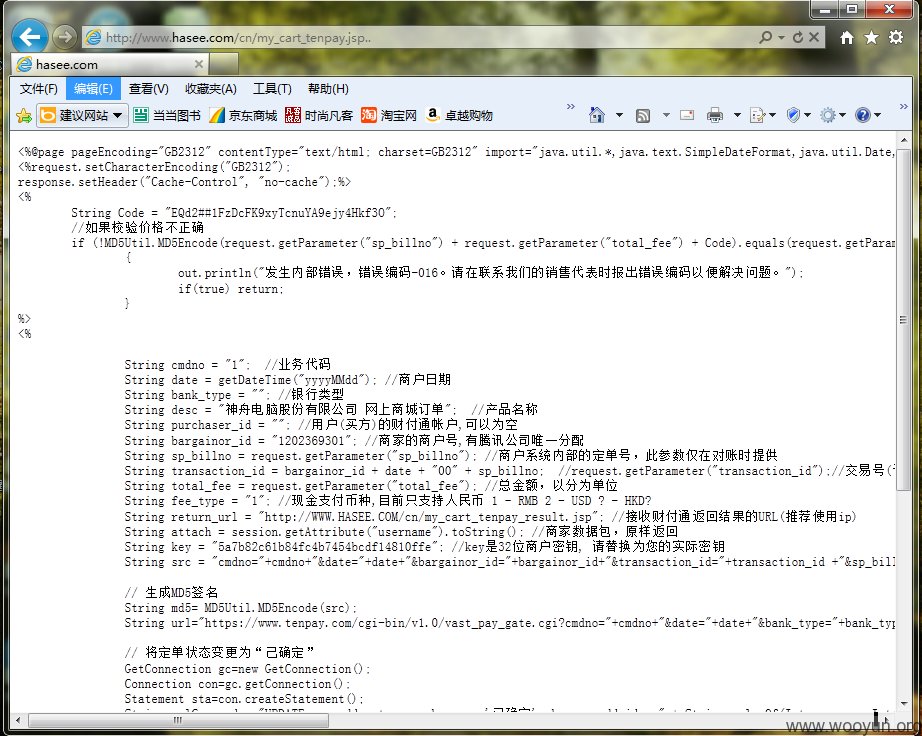 http://www.hasee.com/cn/my_cart_tenpay.jsp..
hasee.com
文件(F) 编辑(E) 查看(V) 收藏夹(A) 工具(T) 帮助(H)
建议网站 当当图书 京东商城 时尚凡客 淘宝网 卓越购物
<%@page pageEncoding="GB2312" contentType="text/html; charset=GB2312" import="java.util.*,java.text.SimpleDateFormat,java.util.Date,
<%request.setCharacterEncoding("GB2312");
response.setHeader("Cache-Control", "no-cache");%>
<%
String Code = "EQd2##1FzDcFK9xyTcnuYA9ejy4Hkf30";
//如果校验价格不正确
if (!MD5Util.MD5Encode(request.getParameter("sp_billno") + request.getParameter("total_fee") + Code).equals(request.getParam
{
out.println("发生内部错误，错误编码-016。请在联系我们的销售代表时报出错误编码以便解决问题。");
if(true) return;
}
%>
<%
String cmdno = "1"; //业务代码
String date = getDateTime("yyyyMMdd"); //商户日期
String bank_type = ""; //银行类型
String desc = "神舟电脑股份有限公司 网上商城订单"; //产品名称
String purchaser_id = ""; //用户(买方)的财付通帐户,可以为空
String bargainor_id = "1202369301"; //商家的商户号,有腾讯公司唯一分配
String sp_billno = request.getParameter("sp_billno"); //商户系统内部的定单号，此参数仅在对账时提供
String transaction_id = bargainor_id + date + "00" + sp_billno; //request.getParameter("transaction_id");//交易号(
String total_fee = request.getParameter("total_fee"); //总金额，以分为单位
String fee_type = "1"; //现金支付币种,目前只支持人民币 1 - RMB 2 - USD ? - HKD?
String return_url = "http://WWW.HASEE.COM/cn/my_cart_tenpay_result.jsp"; //接收财付通返回结果的URL(推荐使用ip)
String attach = session.getAttribute("username").toString(); //商家数据包，原样返回
String key = "5a7b82c61b84fc4b7454bcdf14810ffe"; //key是32位商户密钥, 请替换为您的实际密钥
String src = "cmdno="+cmdno+"&date="+date+"&bargainor_id="+bargainor_id+"&transaction_id="+transaction_id +"&sp_bill
// 生成MD5签名
String md5= MD5Util.MD5Encode(src);
String url="https://www.tenpay.com/cgi-bin/v1.0/vast_pay_gate.cgi?cmdno="+cmdno+"&date="+date+"&bank_type="+bank_typ
// 将定单状态变更为“已确定”
GetConnection gc=new GetConnection();
Connection con=gc.getConnection();
Statement sta=con.createStatement();
www.wooyun.org